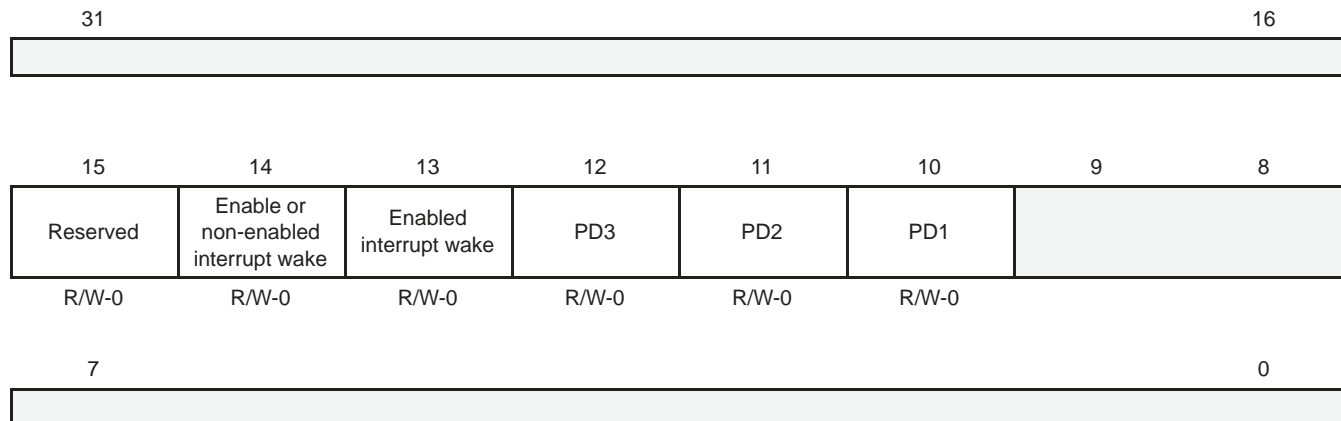 31 16
15 14 13 12 11 10 9 8
Reserved
Enable or
non-enabled
interrupt wake
Enabled
interrupt wake
PD3
PD2
PD1
R/W-0 R/W-0 R/W-0 R/W-0 R/W-0 R/W-0
7 0